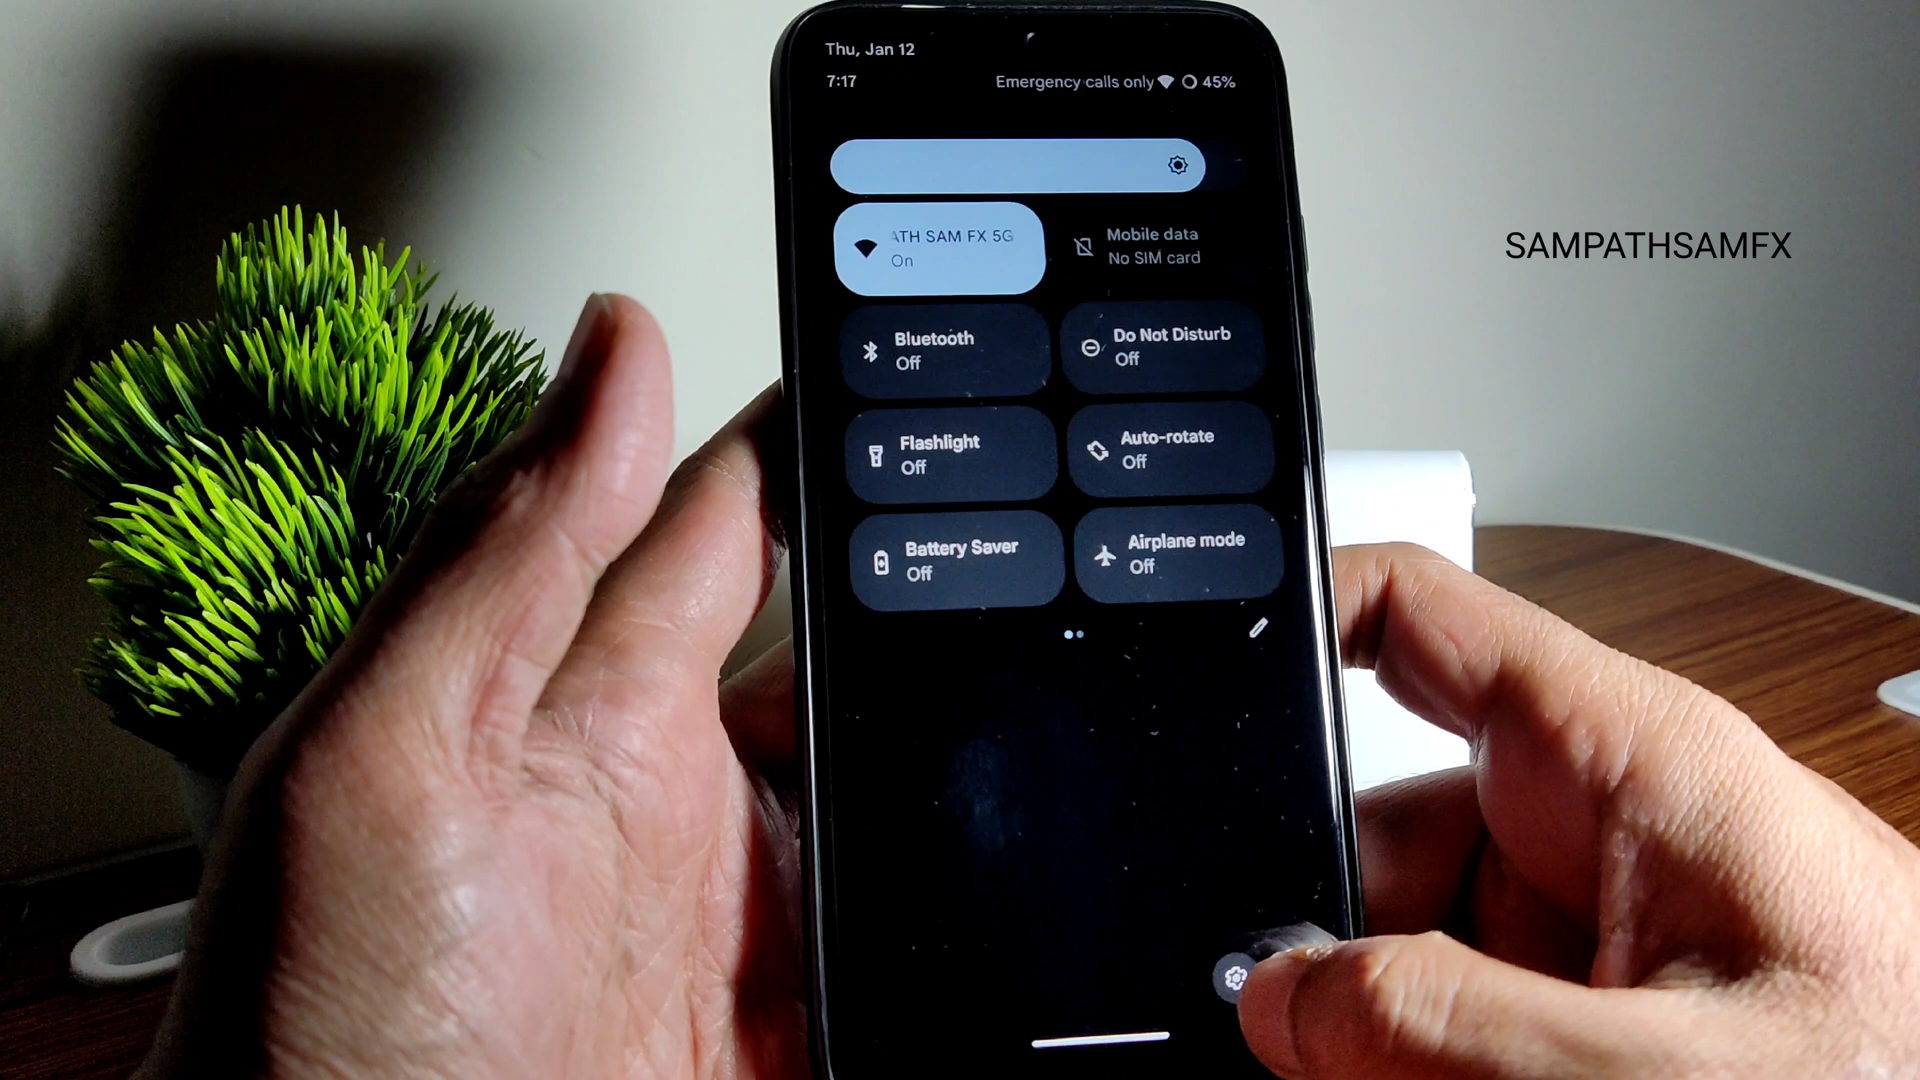 Thu, Jan 12
7:17
Emergency calls only 45%
ATH SAM FX 5G
On
Mobile data
No SIM card
SAMPATHSAMFX
Bluetooth
Off
Do Not Disturb
Off
Flashlight
Off
Auto-rotate
Off
Battery Saver
Off
Airplane mode
Off